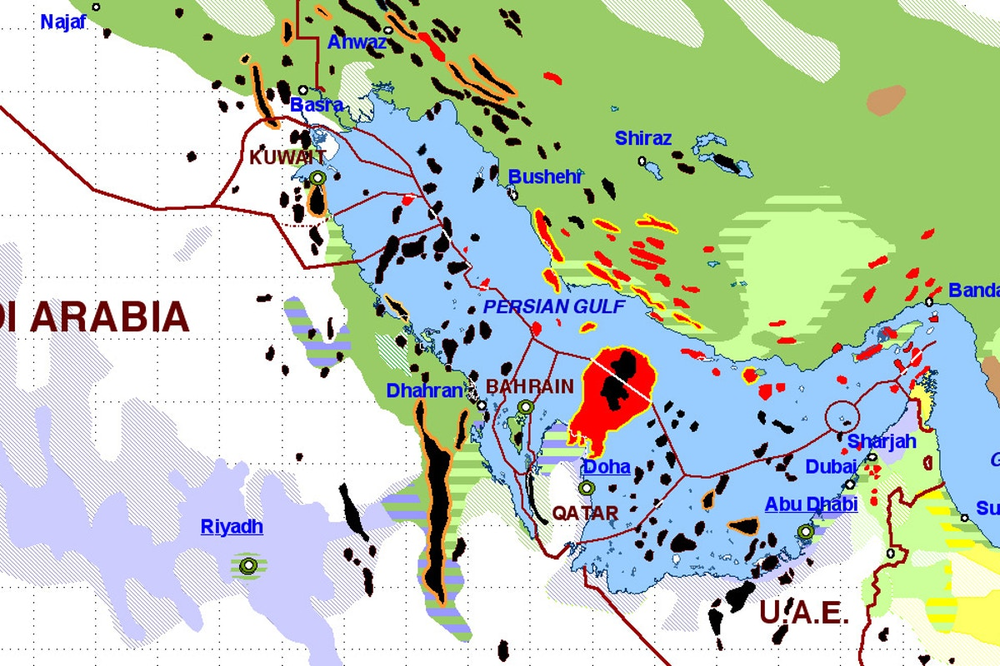 Najaf
Ahwaz
Basra
Shiraz
KUWAIT
Bushehr
Banda
PERSIAN GULF
DI ARABIA
Dhahran
BAHRAIN
Sharjah
Doha
Dubai
G
QATAR
Abu Dhabi
Su
Riyadh
U.A.E.